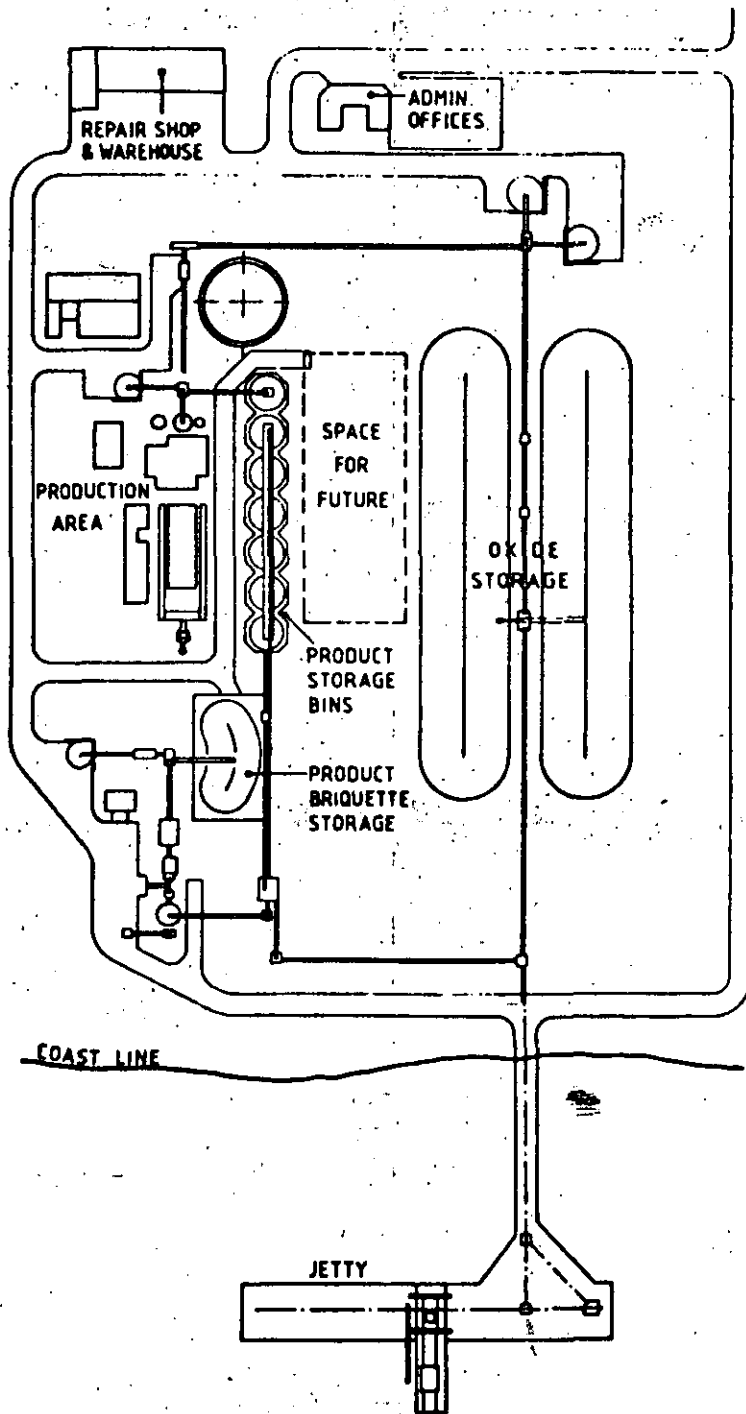 REPAIR SHOP
& WAREHOUSE
ADMIN.
OFFICES
SPACE
FOR
FUTURE
PRODUCTION
AREA
OXIDE
STORAGE
PRODUCT
STORAGE
BINS
PRODUCT
BRIQUETTE
STORAGE
COAST LINE
JETTY